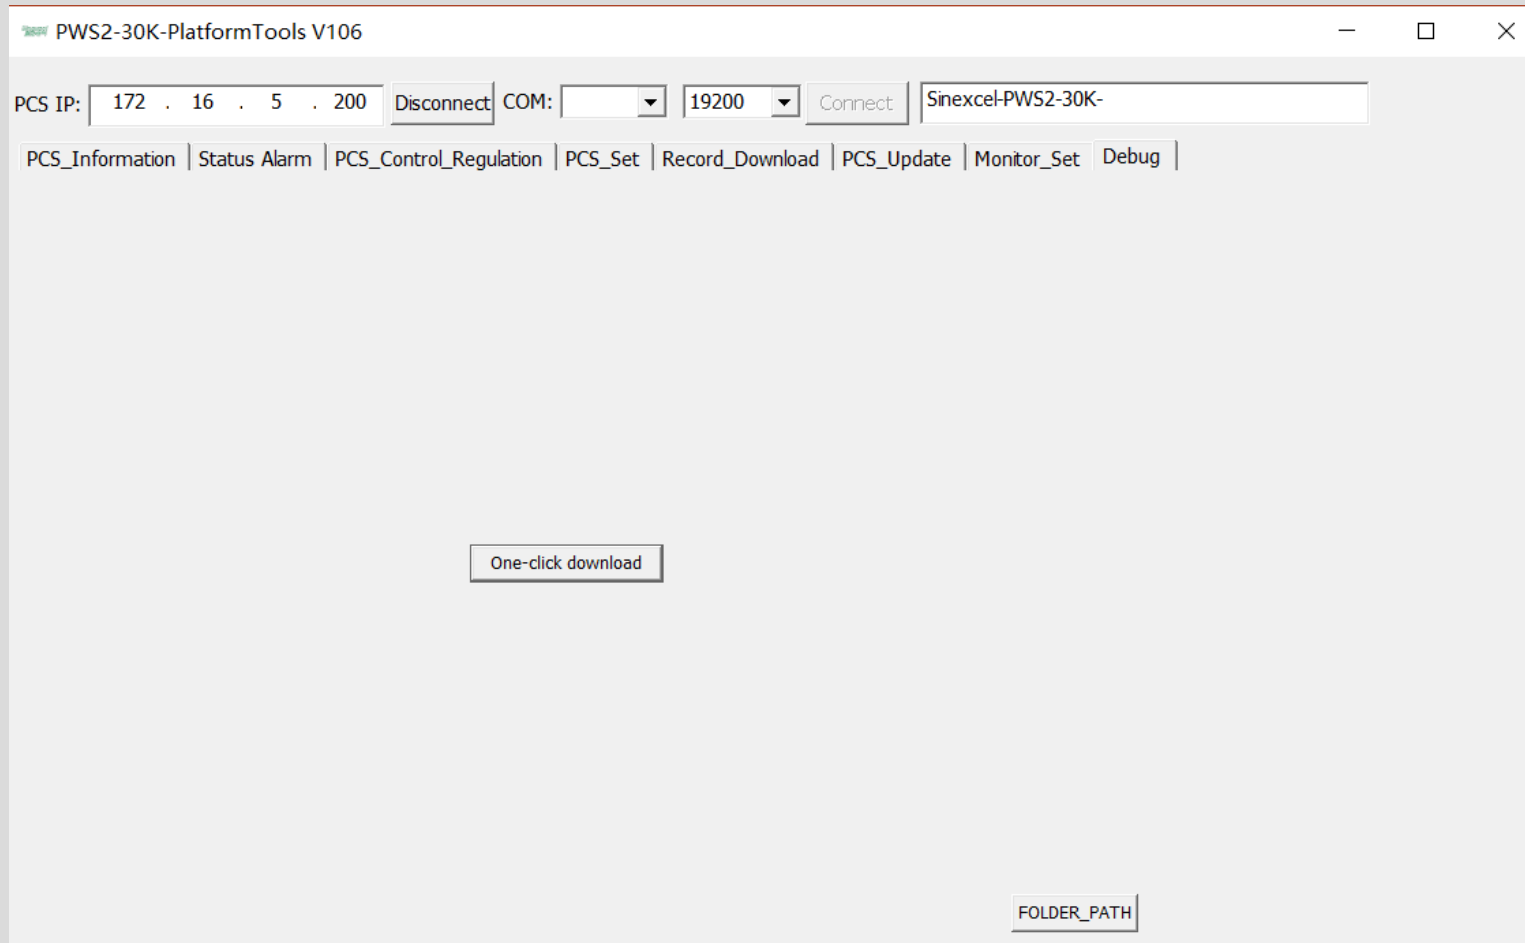 PWS2-30K-PlatformTools V106
PCS IP: 172 . 16 . 5 . 200 Disconnect COM: 19200 Connect Sinexcel-PWS2-30K-
PCS_Information Status Alarm PCS_Control_Regulation PCS_Set Record_Download PCS_Update Monitor_Set Debug
One-click download
FOLDER_PATH